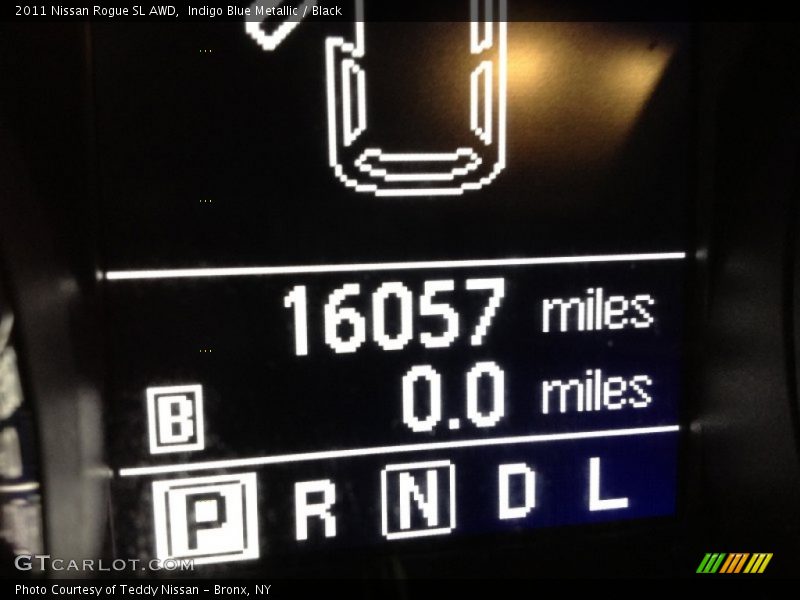 2011 Nissan Rogue SL AWD,  Indigo Blue Metallic / Black
16057 miles
B 0.0 miles
P R N D L
GTCARLOT.COM
Photo Courtesy of Teddy Nissan - Bronx, NY